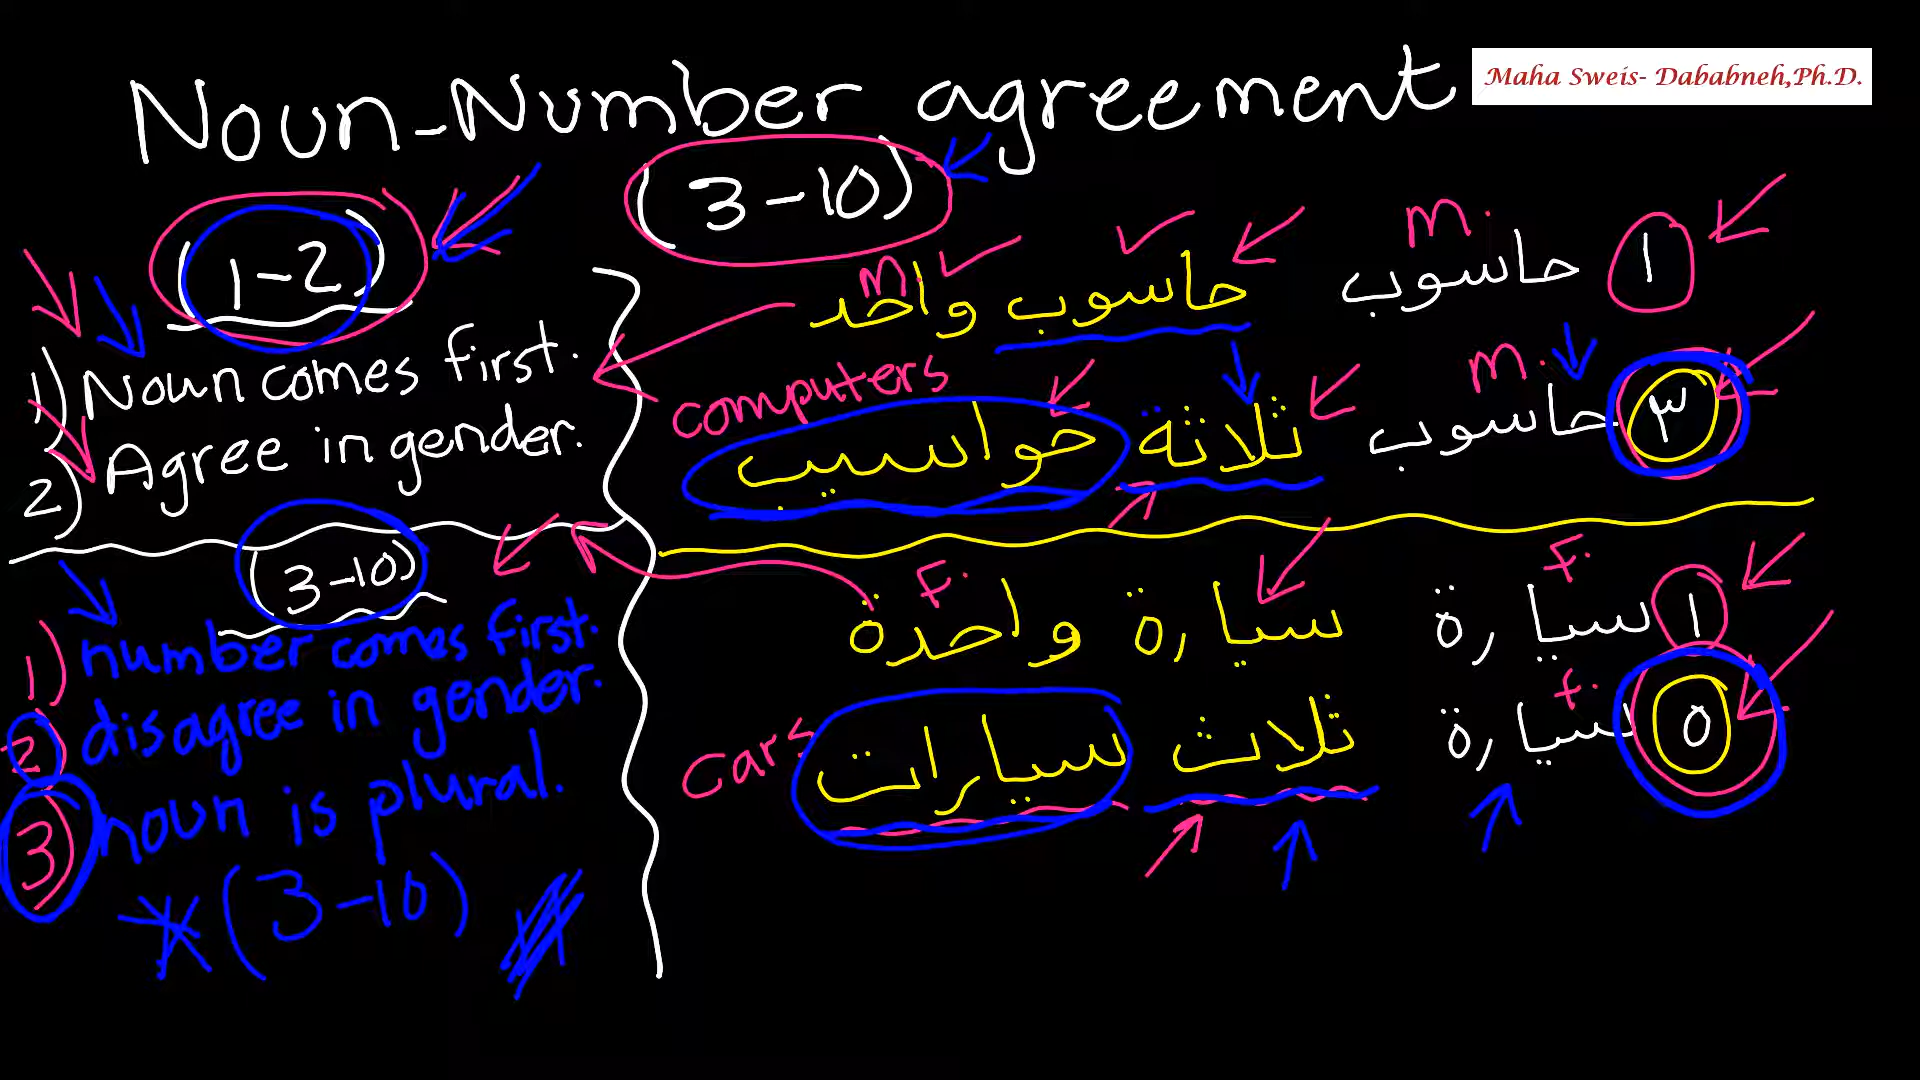 Noun-Number agreement
Maha Sweis- Dababneh,Ph.D.
(1-2)
1) Noun comes first.
2) Agree in gender.
(3-10)
1) number comes first.
2) disagree in gender.
3) noun is plural.
*(3-10)
(3-10)
m.
١ حاسوب
m.
حاسوب واحد
m.
٣ حاسوب
computers
ثلاثة حواسيب
F.
١ سيارة
F.
سيارة واحدة
f.
٥ سيارة
cars
ثلاث سيارات